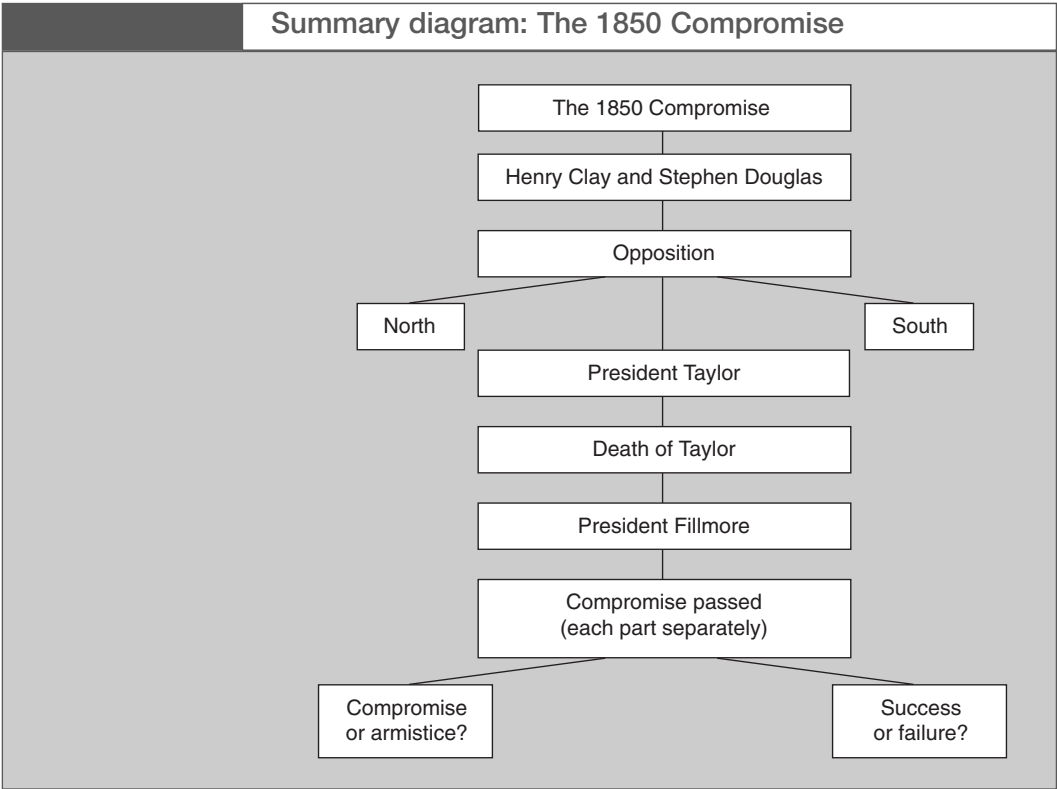 Summary diagram: The 1850 Compromise
The 1850 Compromise
Henry Clay and Stephen Douglas
Opposition
North
South
President Taylor
Death of Taylor
President Fillmore
Compromise passed
(each part separately)
Compromise
or armistice?
Success
or failure?